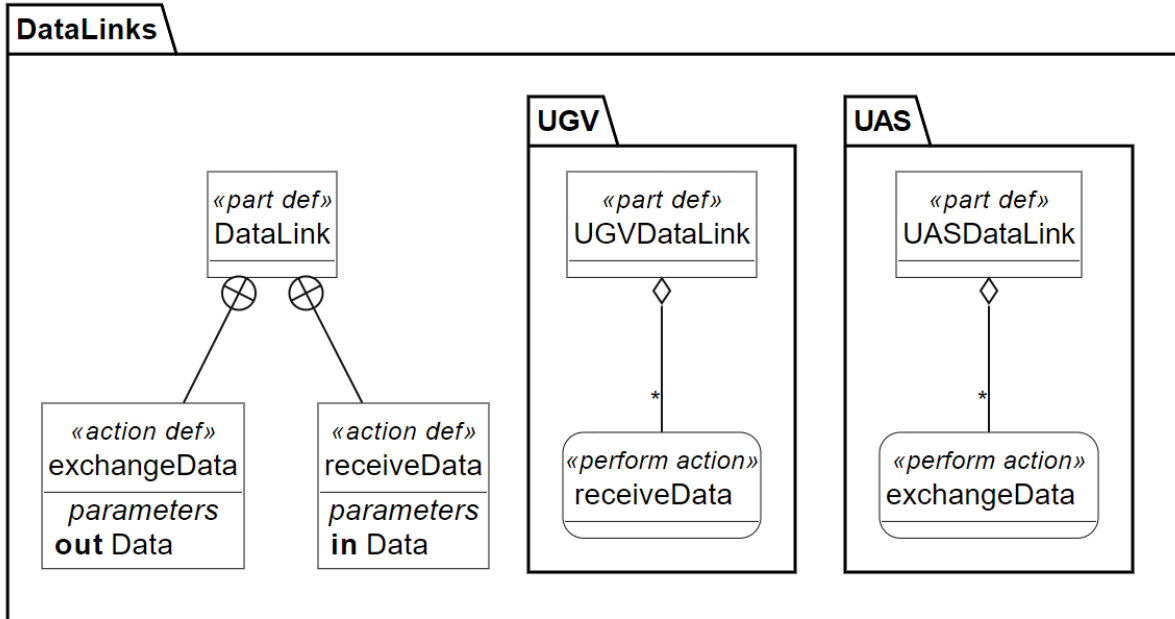 DataLinks
«part def»
DataLink
«action def»
exchangeData
parameters
out Data
«action def»
receiveData
parameters
in Data
UGV
«part def»
UGVDataLink
*
«perform action»
receiveData
UAS
«part def»
UASDataLink
*
«perform action»
exchangeData